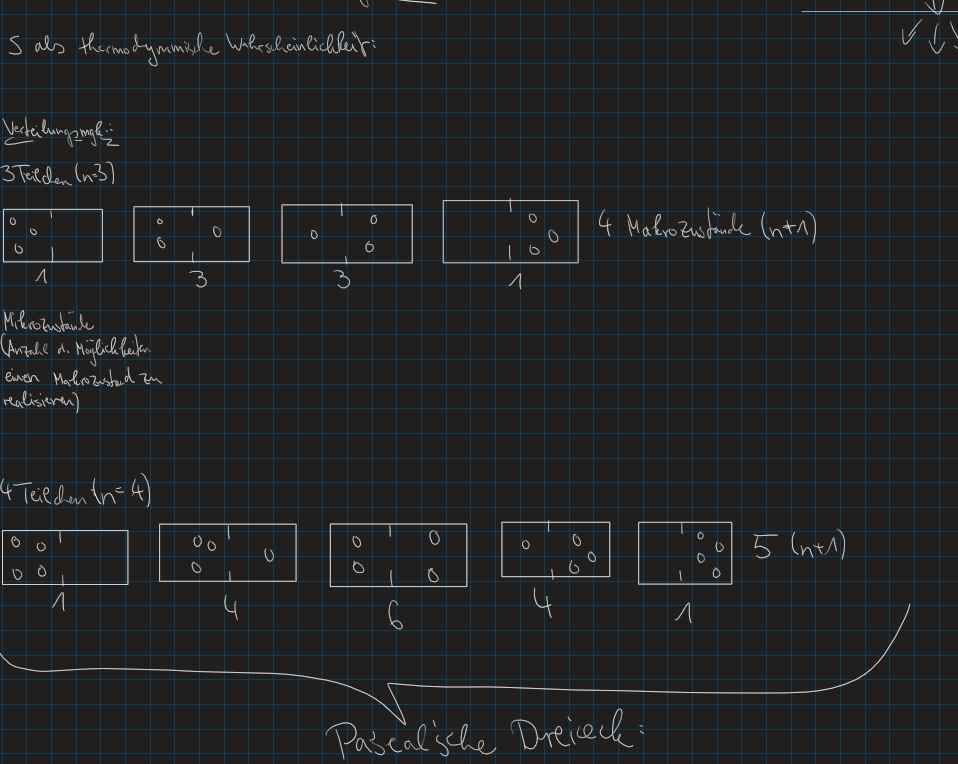 S als thermodynamische Wahrscheinlichkeit:
Verteilungsmgk.:
3 Teilchen (n=3)
4 Makrozustände (n+1)
1 3 3 1
Mikrozustände
(Anzahl d. Möglichkeiten
einen Makrozustand zu
realisieren)
4 Teilchen (n=4)
5 (n+1)
1 4 6 4 1
Pascal'sche Dreieck: